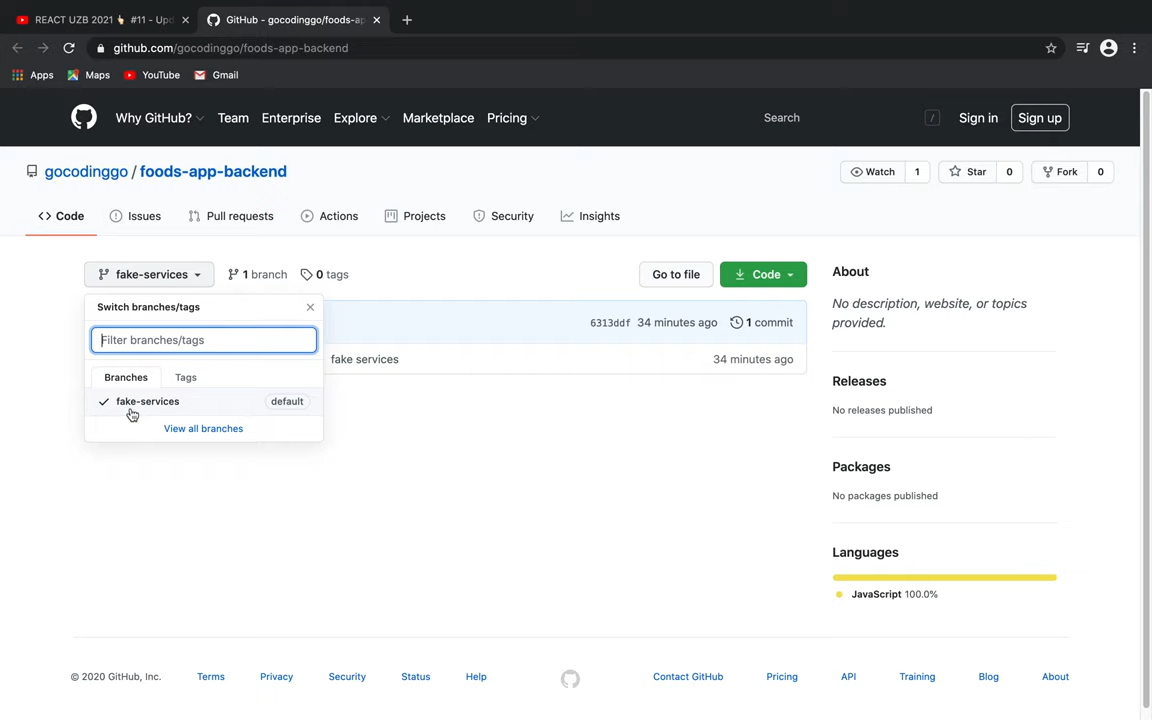 REACT UZB 2021 #11 - Upd
GitHub - gocodinggo/foods-ap
github.com/gocodinggo/foods-app-backend
Apps Maps YouTube Gmail
Why GitHub? Team Enterprise Explore Marketplace Pricing Search / Sign in Sign up
gocodinggo / foods-app-backend
Watch 1 Star 0 Fork 0
<> Code Issues Pull requests Actions Projects Security Insights
fake-services 1 branch 0 tags Go to file Code
Switch branches/tags
Filter branches/tags
Branches Tags
fake-services default
View all branches
6313ddf 34 minutes ago 1 commit
fake services 34 minutes ago
About
No description, website, or topics
provided.
Releases
No releases published
Packages
No packages published
Languages
JavaScript 100.0%
© 2020 GitHub, Inc. Terms Privacy Security Status Help Contact GitHub Pricing API Training Blog About